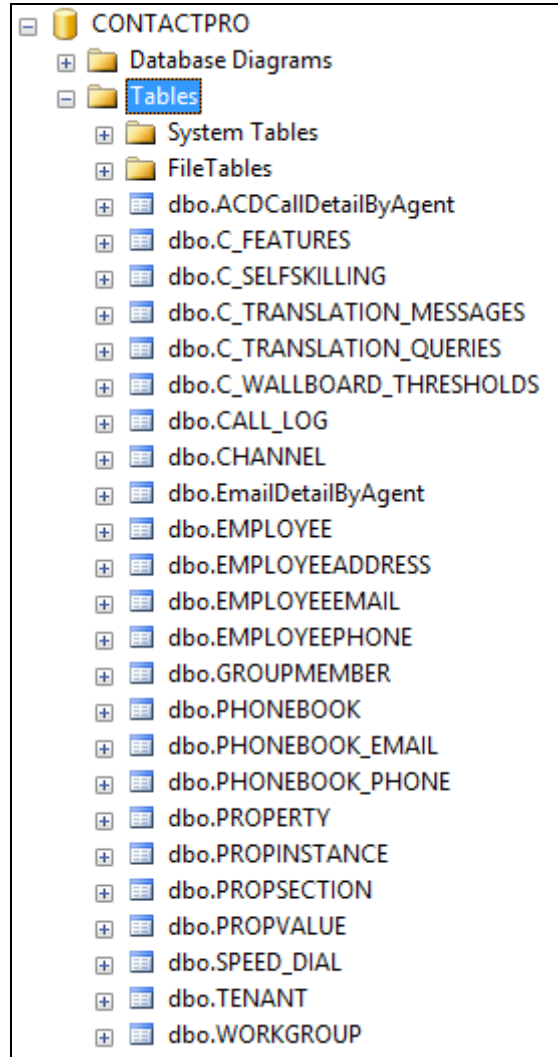 CONTACTPRO
Database Diagrams
Tables
System Tables
FileTables
dbo.ACDCallDetailByAgent
dbo.C_FEATURES
dbo.C_SELFSKILLING
dbo.C_TRANSLATION_MESSAGES
dbo.C_TRANSLATION_QUERIES
dbo.C_WALLBOARD_THRESHOLDS
dbo.CALL_LOG
dbo.CHANNEL
dbo.EmailDetailByAgent
dbo.EMPLOYEE
dbo.EMPLOYEEADDRESS
dbo.EMPLOYEEEMAIL
dbo.EMPLOYEEPHONE
dbo.GROUPMEMBER
dbo.PHONEBOOK
dbo.PHONEBOOK_EMAIL
dbo.PHONEBOOK_PHONE
dbo.PROPERTY
dbo.PROPINSTANCE
dbo.PROPSECTION
dbo.PROPVALUE
dbo.SPEED_DIAL
dbo.TENANT
dbo.WORKGROUP